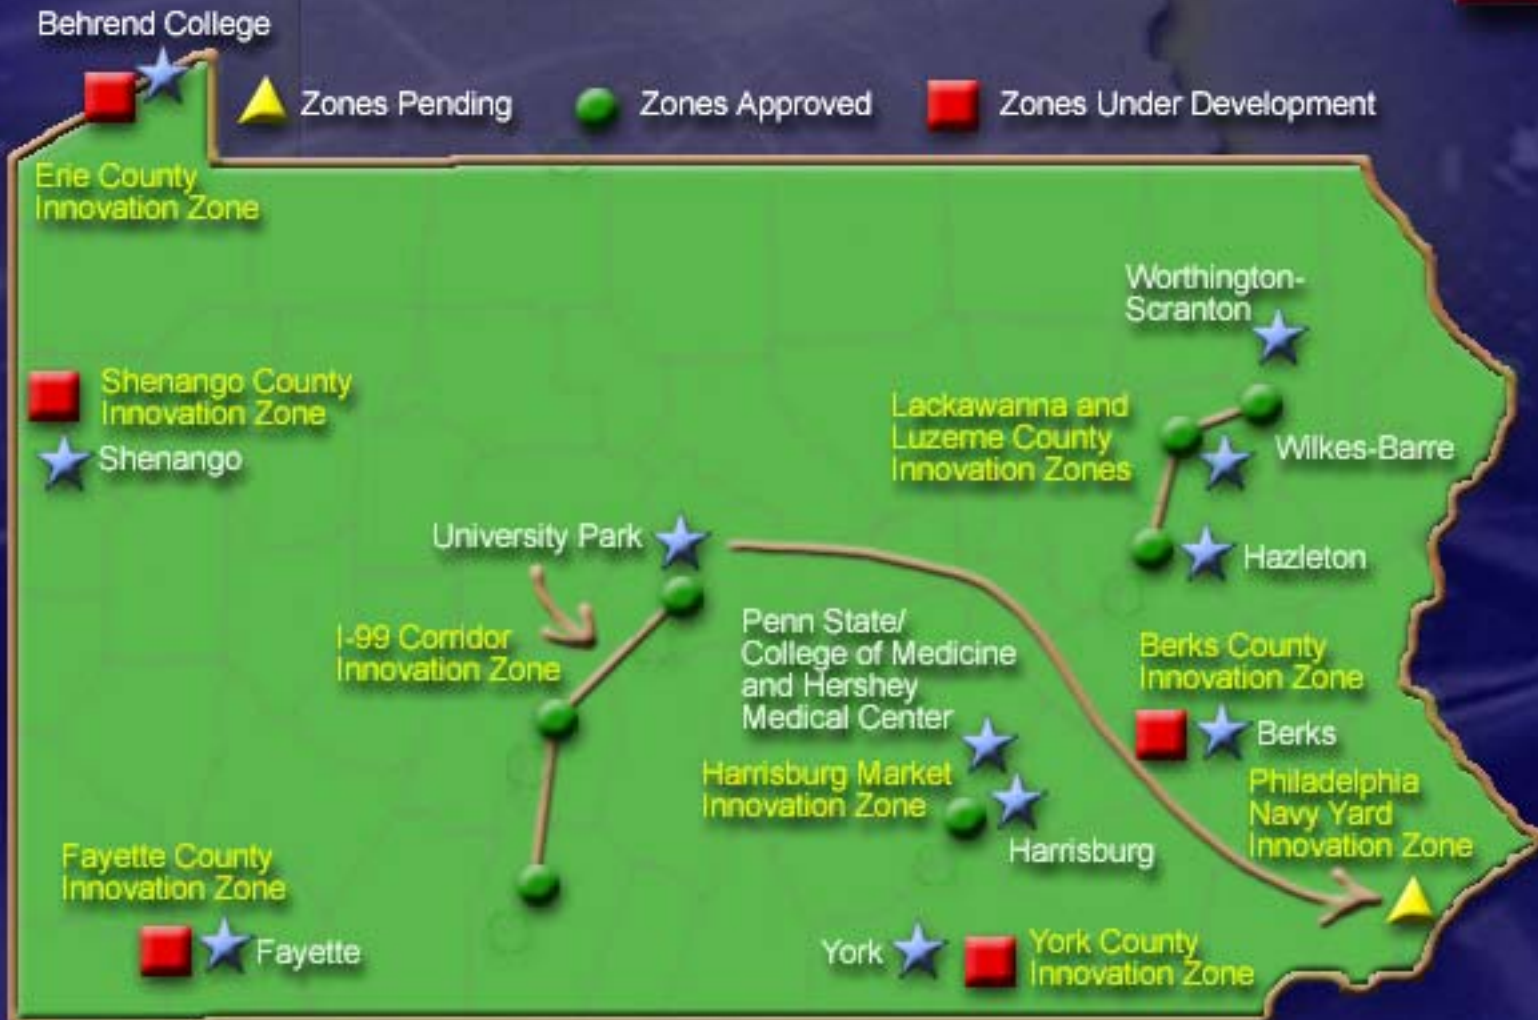 Behrend College
Zones Pending
Zones Approved
Zones Under Development
Erie County
Innovation Zone
Worthington-
Scranton
Shenango County
Innovation Zone
Shenango
Lackawanna and
Luzerne County
Innovation Zones
Wilkes-Barre
University Park
Hazleton
I-99 Corridor
Innovation Zone
Penn State/
College of Medicine
and Hershey
Medical Center
Berks County
Innovation Zone
Berks
Harrisburg Market
Innovation Zone
Harrisburg
Philadelphia
Navy Yard
Innovation Zone
Fayette County
Innovation Zone
Fayette
York
York County
Innovation Zone